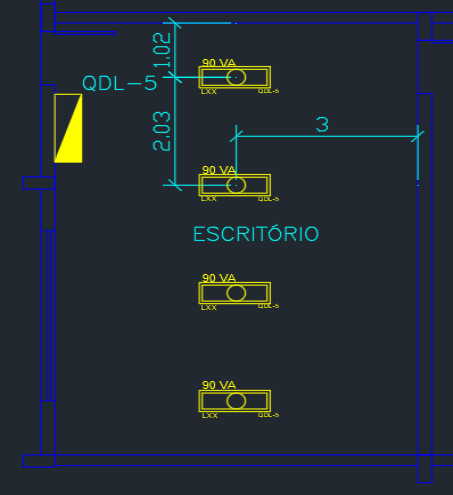 1.02
90 VA
QDL-5
LXX QDL-5
2.03
3
90 VA
LXX QDL-5
ESCRITÓRIO
90 VA
LXX QDL-5
90 VA
LXX QDL-5